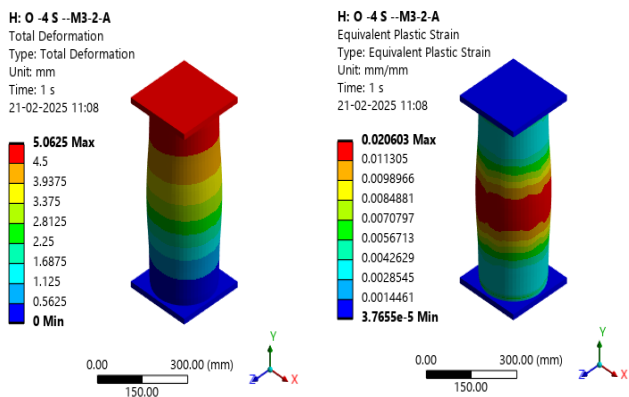 H: O -4 S --M3-2-A
Total Deformation
Type: Total Deformation
Unit: mm
Time: 1 s
21-02-2025 11:08
5.0625 Max
4.5
3.9375
3.375
2.8125
2.25
1.6875
1.125
0.5625
0 Min
0.00
300.00 (mm)
150.00
Y
Z
X
H: O -4 S --M3-2-A
Equivalent Plastic Strain
Type: Equivalent Plastic Strain
Unit: mm/mm
Time: 1 s
21-02-2025 11:08
0.020603 Max
0.011305
0.0098966
0.0084881
0.0070797
0.0056713
0.0042629
0.0028545
0.0014461
3.7655e-5 Min
0.00
300.00 (mm)
150.00
Y
Z
X